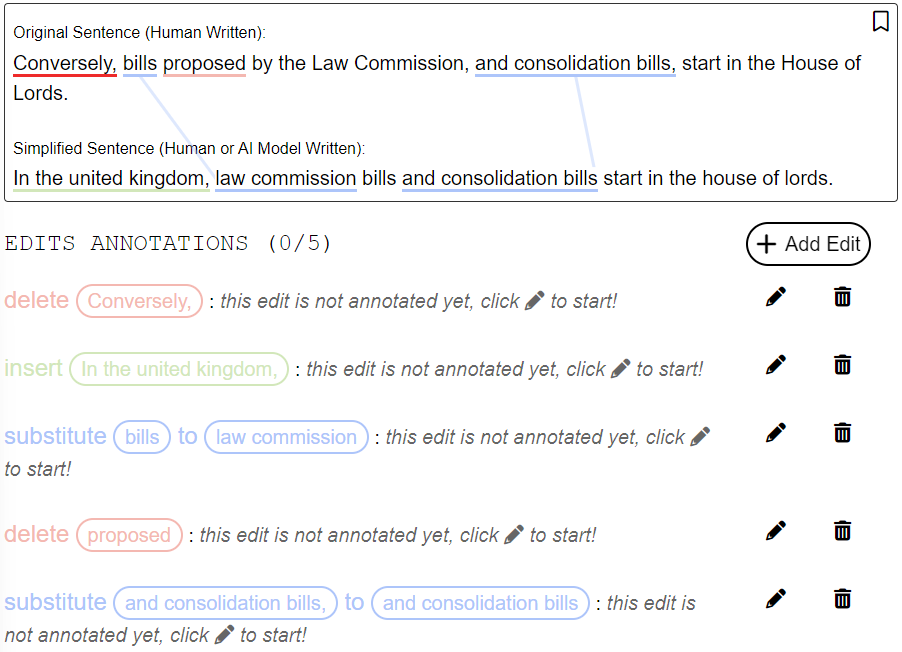 Original Sentence (Human Written):
Conversely, bills proposed by the Law Commission, and consolidation bills, start in the House of
Lords.
Simplified Sentence (Human or AI Model Written):
In the united kingdom, law commission bills and consolidation bills start in the house of lords.
EDITS ANNOTATIONS (0/5)
+ Add Edit
delete Conversely, : this edit is not annotated yet, click to start!
insert In the united kingdom, : this edit is not annotated yet, click to start!
substitute bills to law commission : this edit is not annotated yet, click
to start!
delete proposed : this edit is not annotated yet, click to start!
substitute and consolidation bills, to and consolidation bills : this edit is
not annotated yet, click to start!